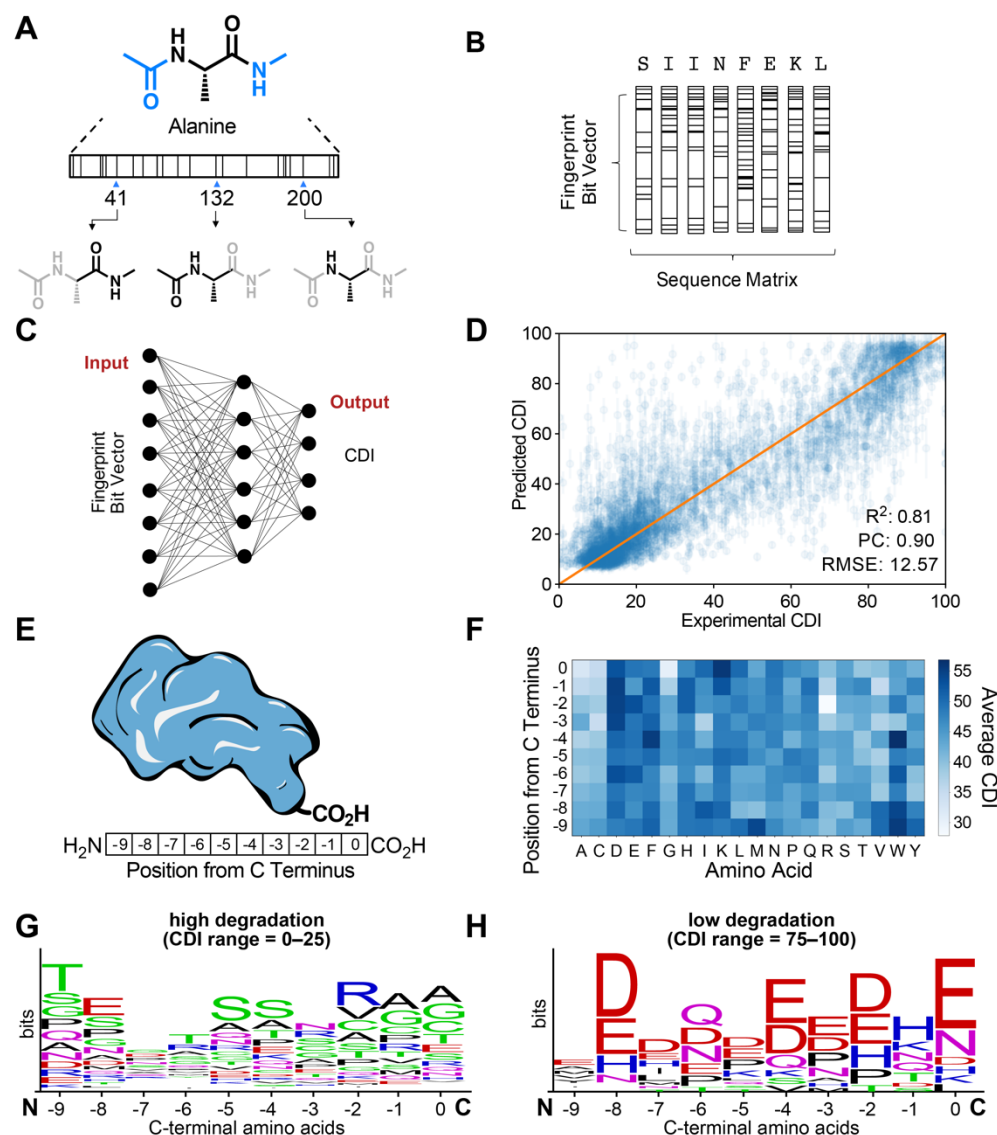 A
O
H
N
N
H
O
Alanine
41
132
200
O
H
N
N
H
O
O
H
N
N
H
O
O
H
N
N
H
O
B
S I I N F E K L
Fingerprint
Bit Vector
Sequence Matrix
C
Input
Output
CDI
Fingerprint
Bit Vector
D
Predicted CDI
100
80
60
40
20
0
R²: 0.81
PC: 0.90
RMSE: 12.57
0 20 40 60 80 100
Experimental CDI
E
CO₂H
H₂N -9 -8 -7 -6 -5 -4 -3 -2 -1 0 CO₂H
Position from C Terminus
F
Position from C Terminus
0
-1
-2
-3
-4
-5
-6
-7
-8
-9
A C D E F G H I K L M N P Q R S T V W Y
Amino Acid
55
50
45
40
35
30
Average CDI
G
high degradation
(CDI range = 0–25)
bits
N -9 -8 -7 -6 -5 -4 -3 -2 -1 0 C
C-terminal amino acids
H
low degradation
(CDI range = 75–100)
bits
N -9 -8 -7 -6 -5 -4 -3 -2 -1 0 C
C-terminal amino acids